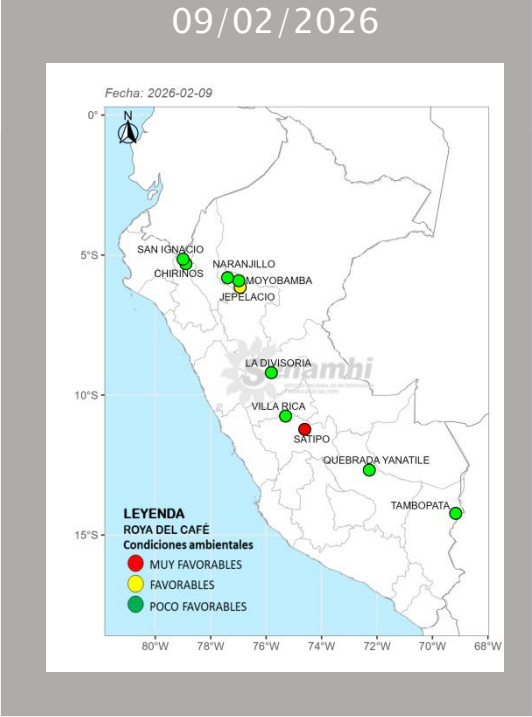 09/02/2026
Fecha: 2026-02-09
0°
N
SAN IGNACIO
5°S
NARANJILLO
CHIRINOS
MOYOBAMBA
JEPELACIO
LA DIVISORIA
Senamhi
10°S
VILLA RICA
SATIPO
QUEBRADA YANATILE
TAMBOPATA
LEYENDA
ROYA DEL CAFÉ
15°S
Condiciones ambientales
MUY FAVORABLES
FAVORABLES
POCO FAVORABLES
80°W 78°W 76°W 74°W 72°W 70°W 68°W